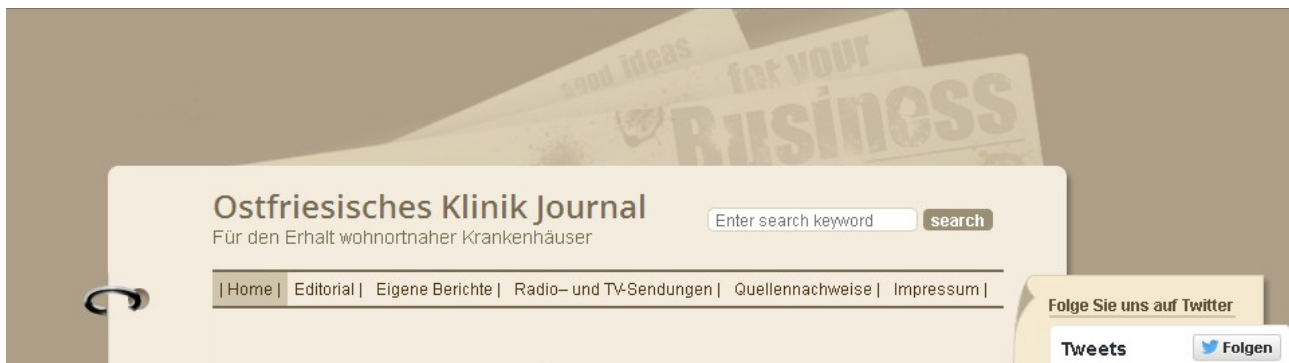 good ideas
for your
Business
Ostfriesisches Klinik Journal
Für den Erhalt wohnortnaher Krankenhäuser
Enter search keyword
search
| Home | Editorial | Eigene Berichte | Radio– und TV-Sendungen | Quellennachweise | Impressum |
Folge Sie uns auf Twitter
Tweets
Folgen